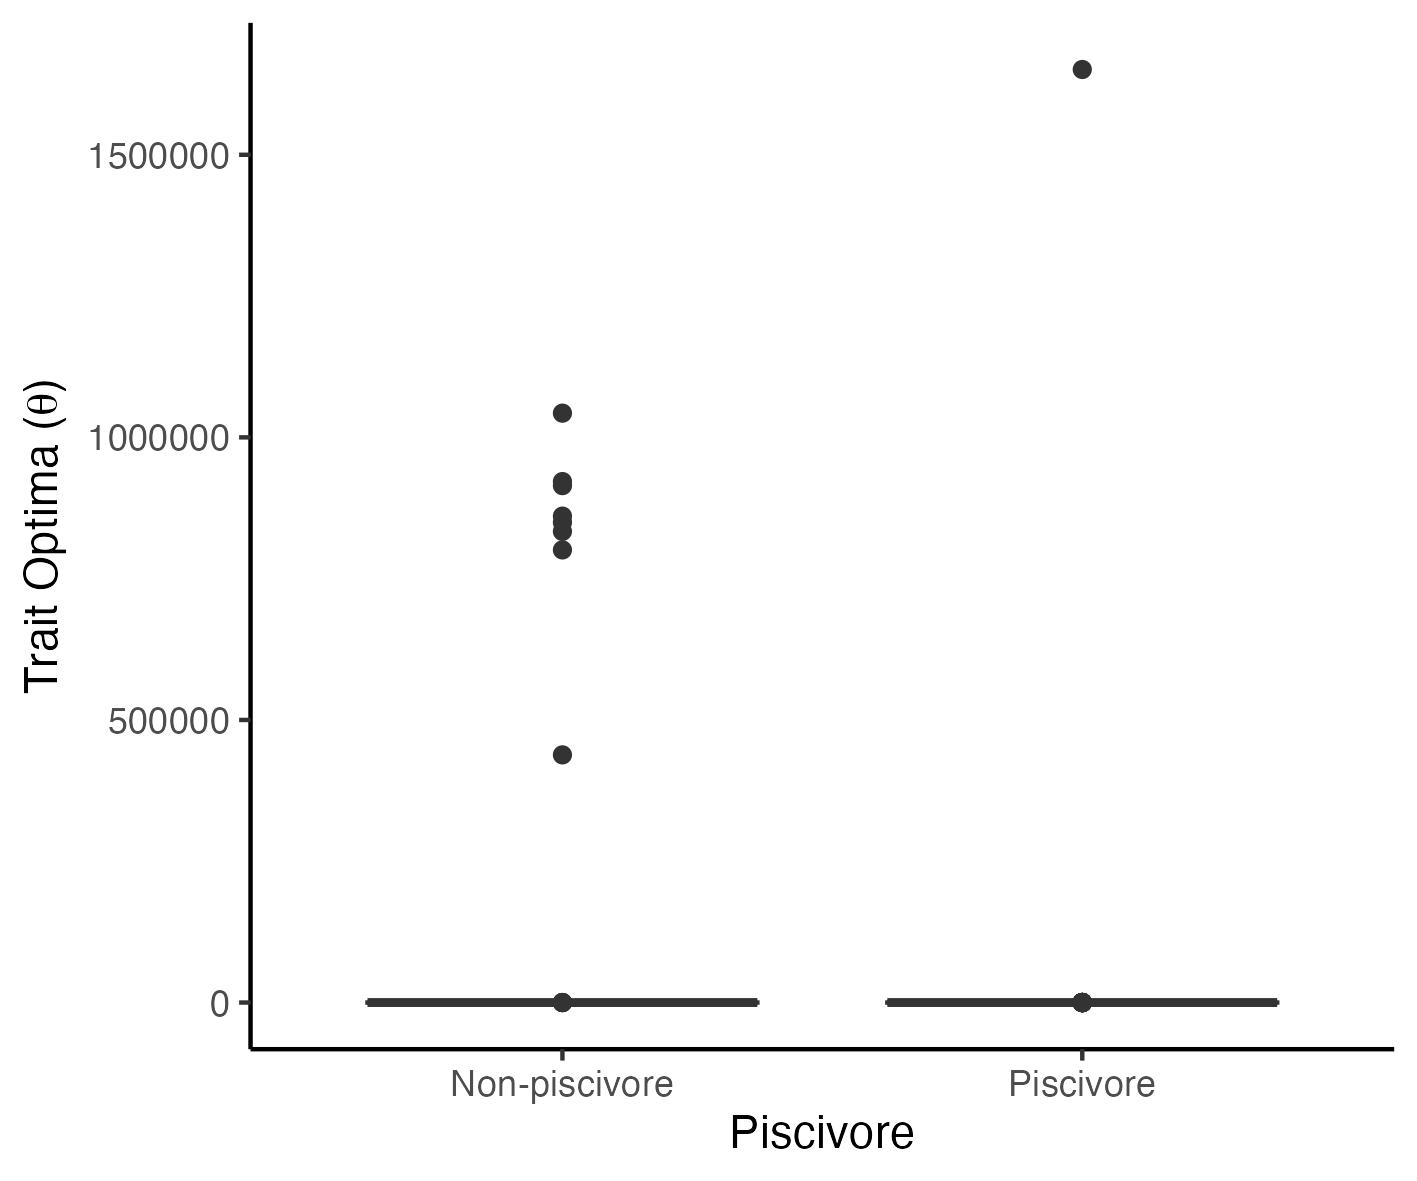 Trait Optima (θ)
1500000
1000000
500000
0
Non-piscivore
Piscivore
Piscivore